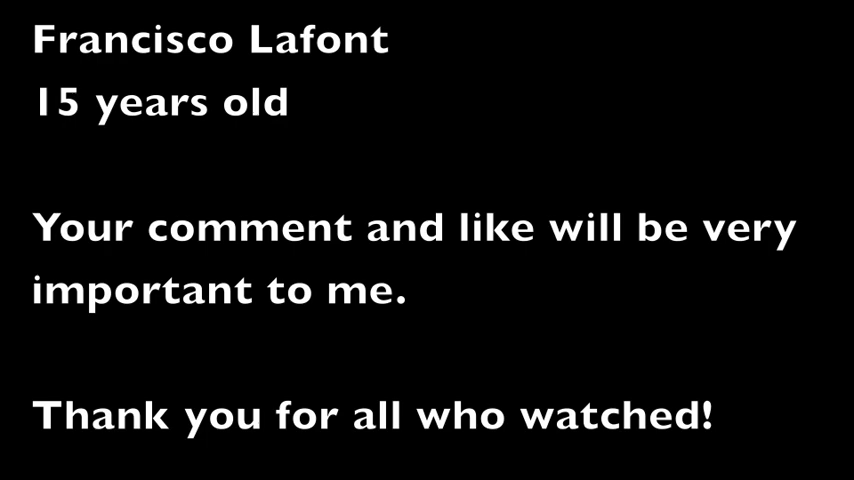 Francisco Lafont
15 years old
Your comment and like will be very
important to me.
Thank you for all who watched!